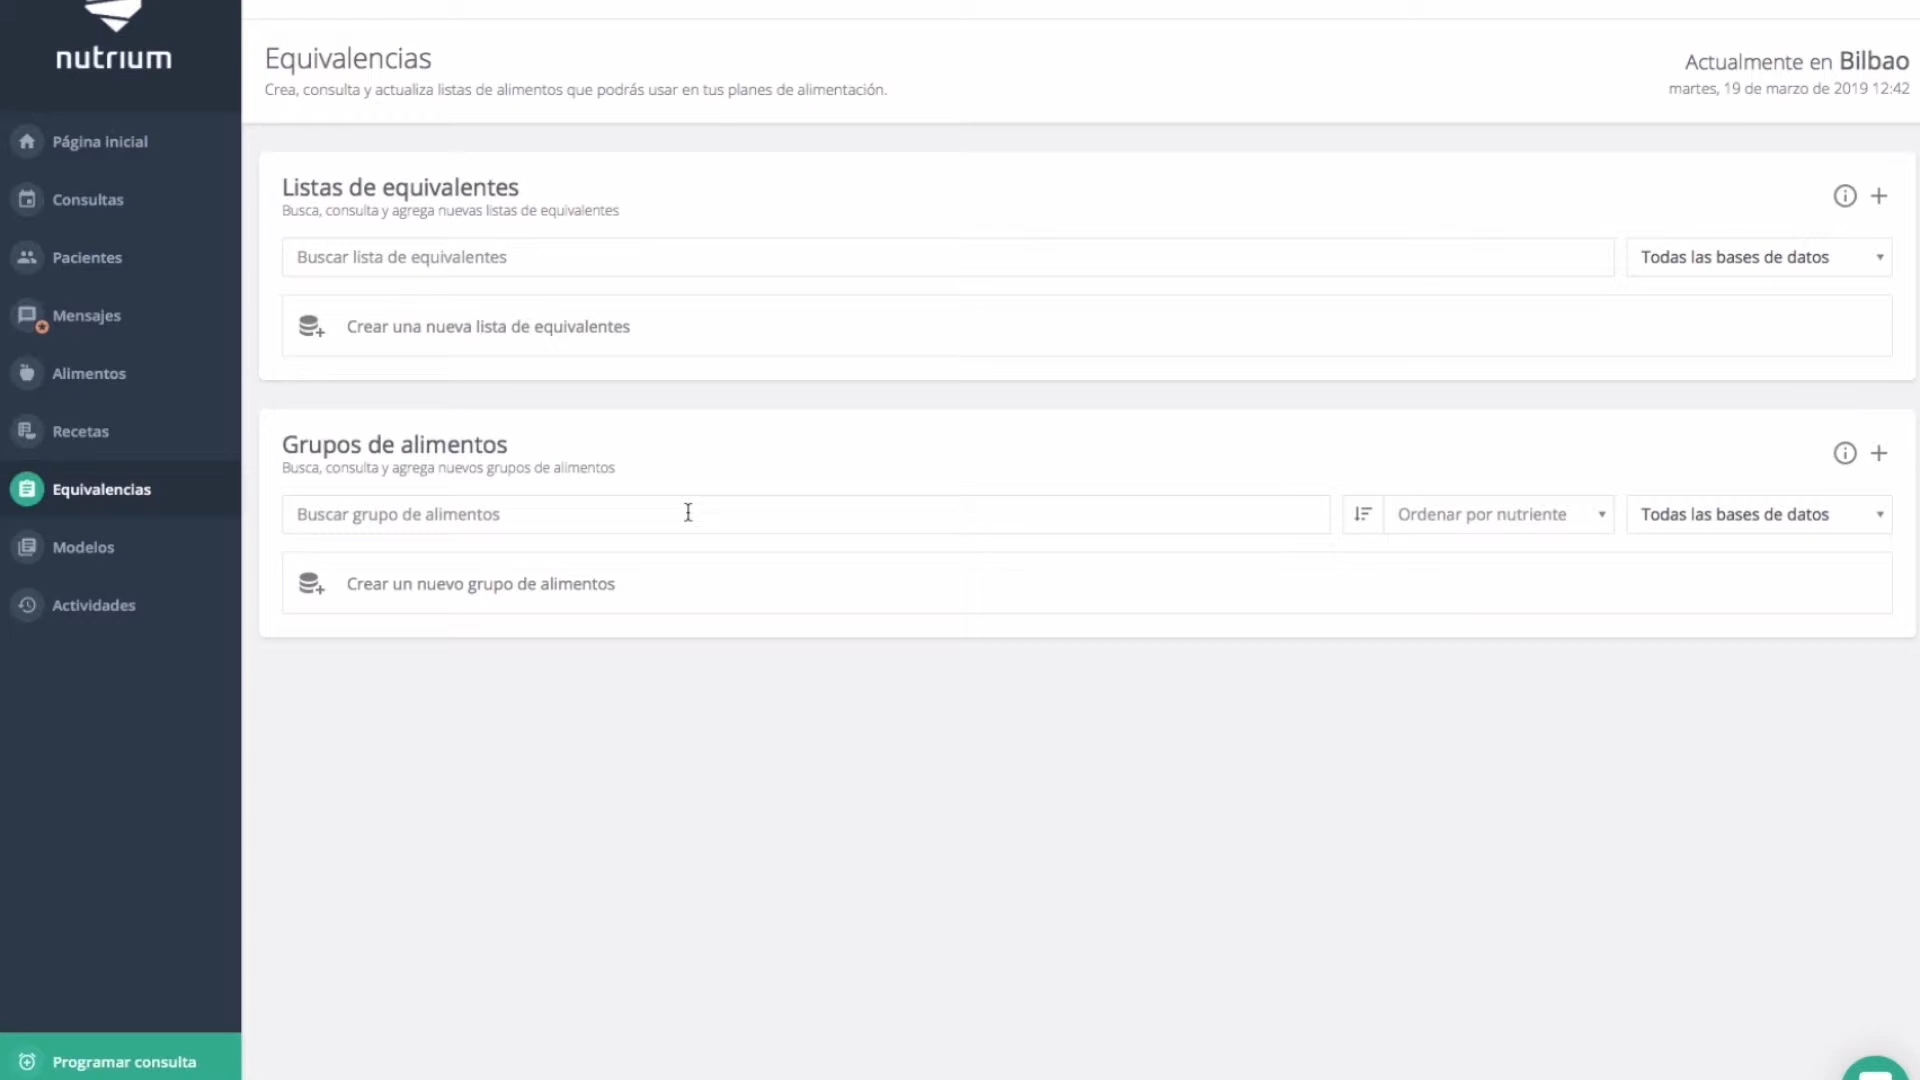 nutrium
Página inicial
Consultas
Pacientes
Mensajes
Alimentos
Recetas
Equivalencias
Modelos
Actividades
Programar consulta
Equivalencias
Crea, consulta y actualiza listas de alimentos que podrás usar en tus planes de alimentación.
Actualmente en Bilbao
martes, 19 de marzo de 2019 12:42
Listas de equivalentes
Busca, consulta y agrega nuevas listas de equivalentes
Buscar lista de equivalentes
Todas las bases de datos
Crear una nueva lista de equivalentes
Grupos de alimentos
Busca, consulta y agrega nuevos grupos de alimentos
Buscar grupo de alimentos
Ordenar por nutriente
Todas las bases de datos
Crear un nuevo grupo de alimentos